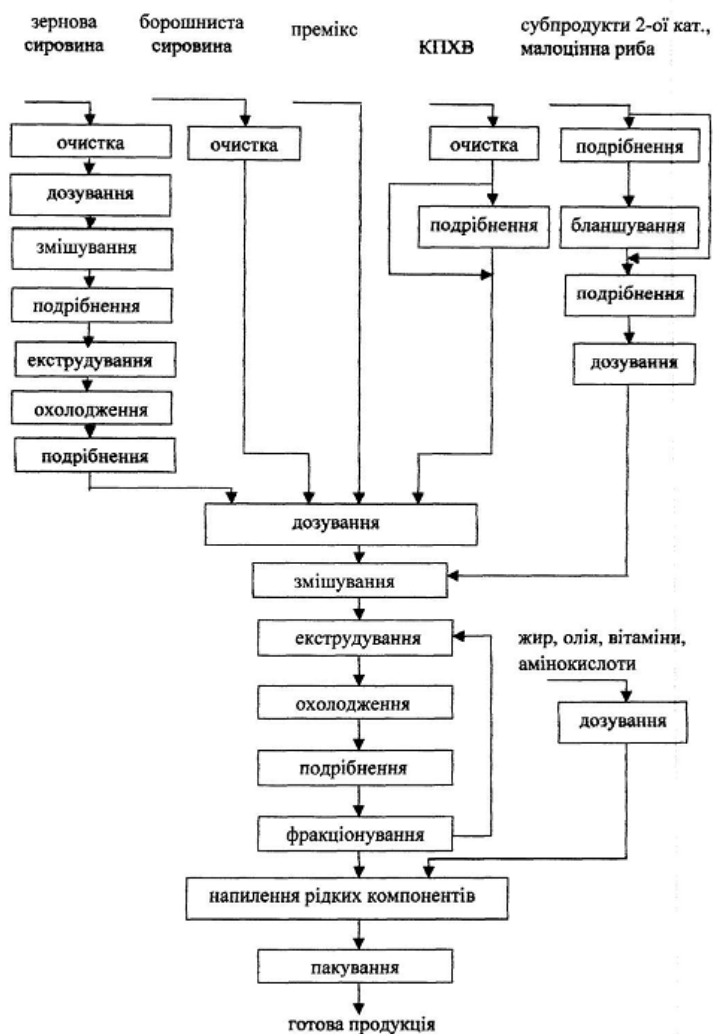 зернова
сировина
борошниста
сировина
премікс
КПХВ
субпродукти 2-ої кат.,
малоцінна риба
очистка
очистка
очистка
подрібнення
дозування
змішування
подрібнення
бланшування
подрібнення
подрібнення
екструдування
дозування
охолодження
подрібнення
дозування
змішування
екструдування
жир, олія, вітаміни,
амінокислоти
охолодження
дозування
подрібнення
фракціонування
напилення рідких компонентів
пакування
готова продукція